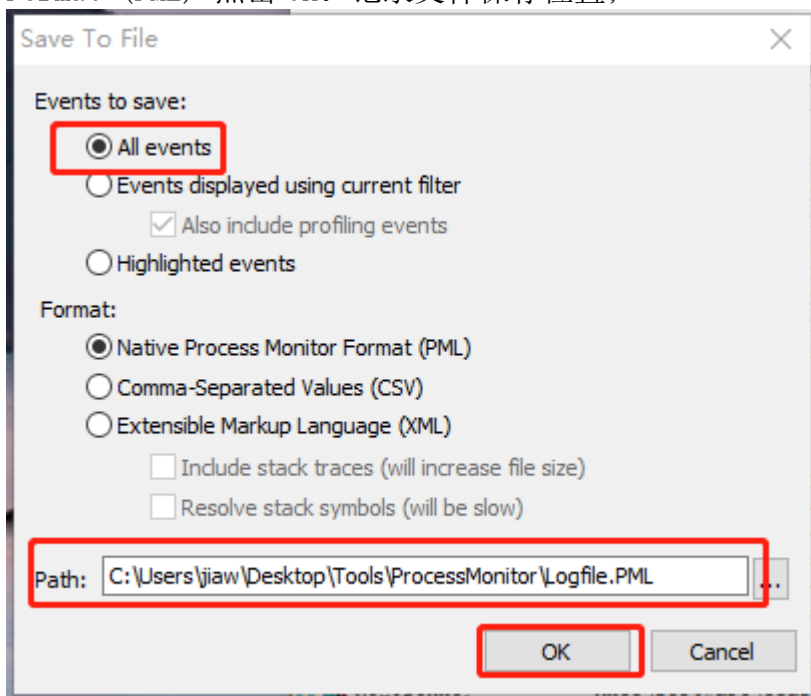 Save To File
Events to save:
All events
Events displayed using current filter
Also include profiling events
Highlighted events
Format:
Native Process Monitor Format (PML)
Comma-Separated Values (CSV)
Extensible Markup Language (XML)
Include stack traces (will increase file size)
Resolve stack symbols (will be slow)
Path: C:\Users\jiaw\Desktop\Tools\ProcessMonitor\Logfile.PML ...
OK Cancel